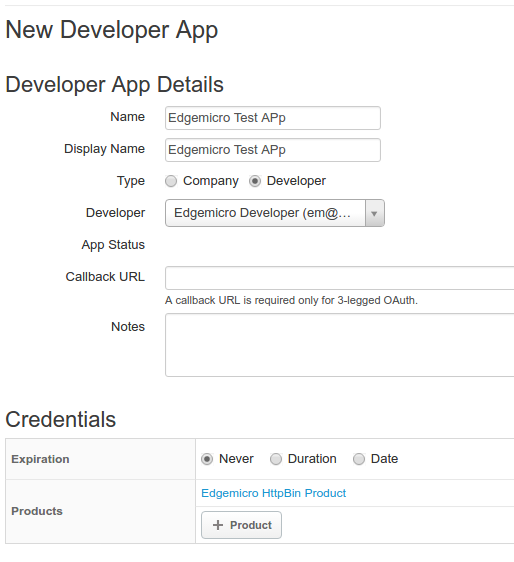 New Developer App
Developer App Details
Name Edgemicro Test APp
Display Name Edgemicro Test APp
Type Company Developer
Developer Edgemicro Developer (em@...
App Status
Callback URL
A callback URL is required only for 3-legged OAuth.
Notes
Credentials
Expiration Never Duration Date
Edgemicro HttpBin Product
Products
+ Product